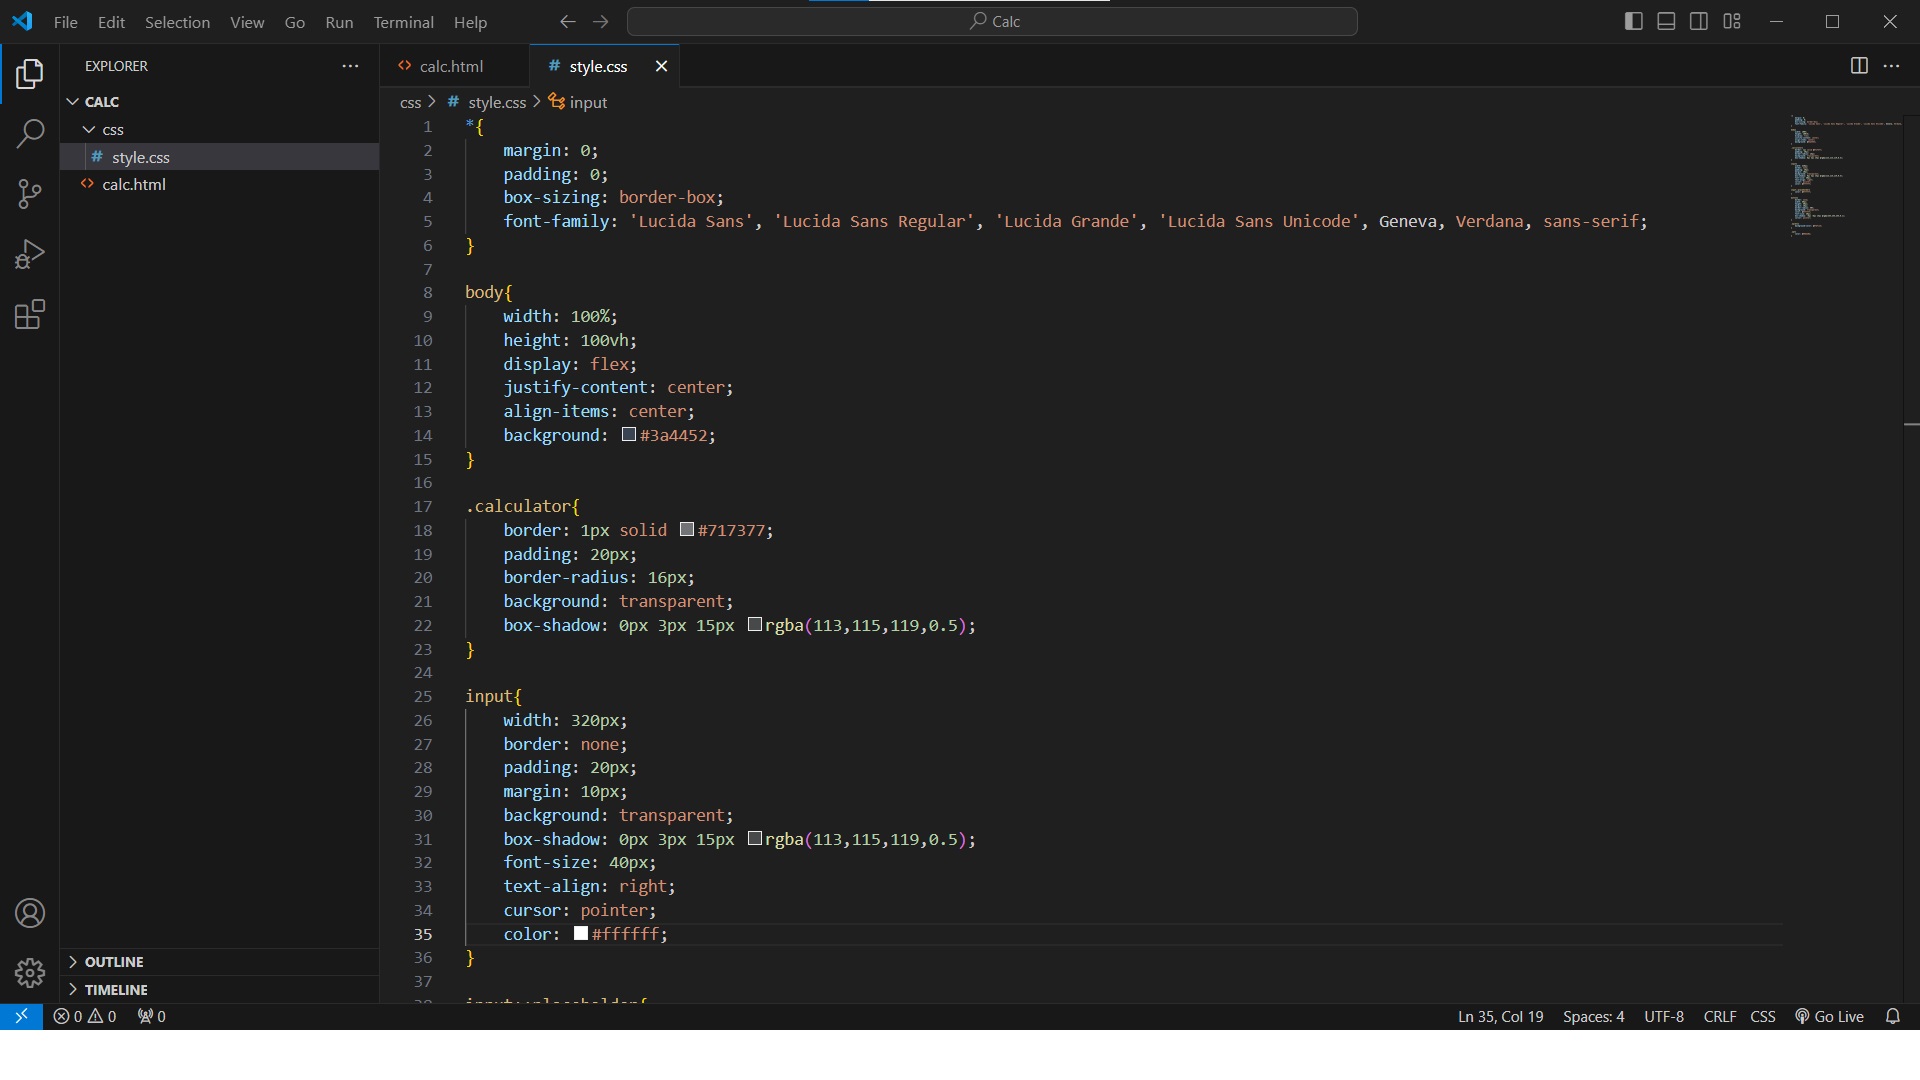 File Edit Selection View Go Run Terminal Help
Calc
EXPLORER
CALC
css
# style.css
<> calc.html
OUTLINE
TIMELINE
<> calc.html # style.css
css > # style.css > input
1 *{
2 margin: 0;
3 padding: 0;
4 box-sizing: border-box;
5 font-family: 'Lucida Sans', 'Lucida Sans Regular', 'Lucida Grande', 'Lucida Sans Unicode', Geneva, Verdana, sans-serif;
6 }
7
8 body{
9 width: 100%;
10 height: 100vh;
11 display: flex;
12 justify-content: center;
13 align-items: center;
14 background: #3a4452;
15 }
16
17 .calculator{
18 border: 1px solid #717377;
19 padding: 20px;
20 border-radius: 16px;
21 background: transparent;
22 box-shadow: 0px 3px 15px rgba(113,115,119,0.5);
23 }
24
25 input{
26 width: 320px;
27 border: none;
28 padding: 20px;
29 margin: 10px;
30 background: transparent;
31 box-shadow: 0px 3px 15px rgba(113,115,119,0.5);
32 font-size: 40px;
33 text-align: right;
34 cursor: pointer;
35 color: #ffffff;
36 }
37
0 0 0 Ln 35, Col 19 Spaces: 4 UTF-8 CRLF CSS Go Live